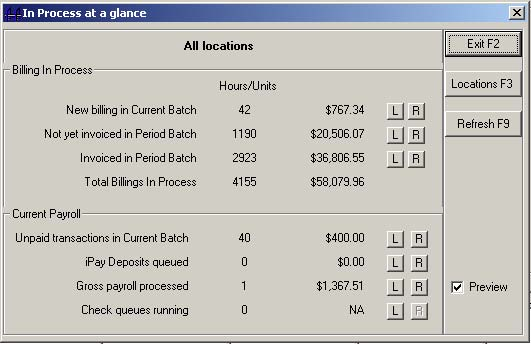 In Process at a glance
All locations
Exit F2
Billing In Process
Hours/Units
Locations F3
New billing in Current Batch 42 $767.34 L R
Refresh F9
Not yet invoiced in Period Batch 1190 $20,506.07 L R
Invoiced in Period Batch 2923 $36,806.55 L R
Total Billings In Process 4155 $58,079.96
Current Payroll
Unpaid transactions in Current Batch 40 $400.00 L R
iPay Deposits queued 0 $0.00 L R
Gross payroll processed 1 $1,367.51 L R
Preview
Check queues running 0 NA L R